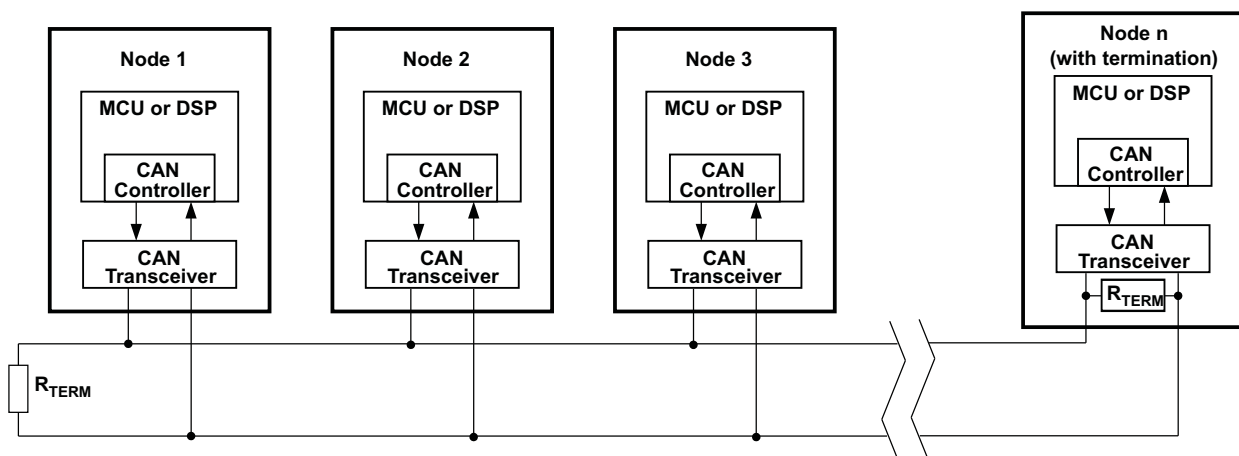 Node 1
MCU or DSP
CAN
Controller
CAN
Transceiver
Node 2
MCU or DSP
CAN
Controller
CAN
Transceiver
Node 3
MCU or DSP
CAN
Controller
CAN
Transceiver
Node n
(with termination)
MCU or DSP
CAN
Controller
CAN
Transceiver
RTERM
RTERM